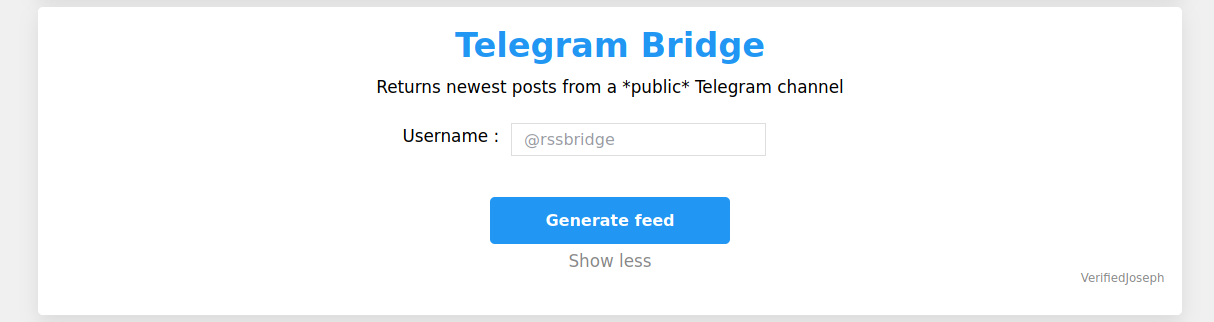 Telegram Bridge
Returns newest posts from a *public* Telegram channel
Username : @rssbridge
Generate feed
Show less
VerifiedJoseph